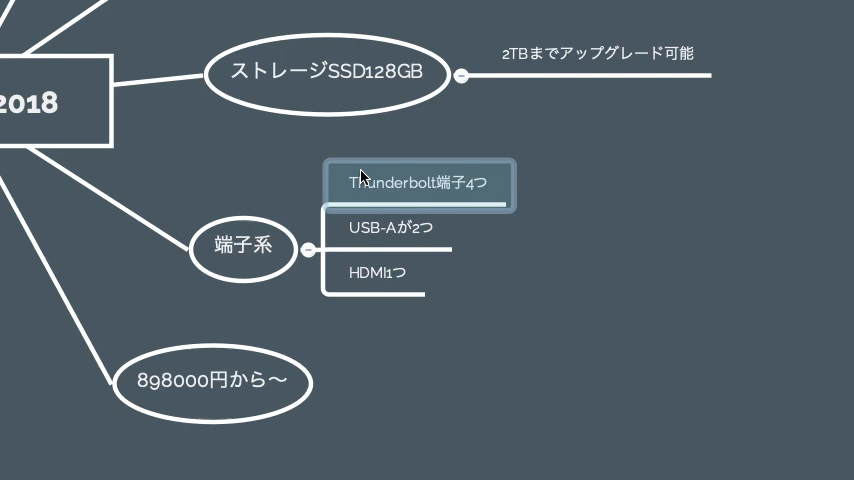 2TBまでアップグレード可能
ストレージSSD128GB
2018
Thunderbolt端子4つ
USB-Aが2つ
端子系
HDMI1つ
898000円から〜